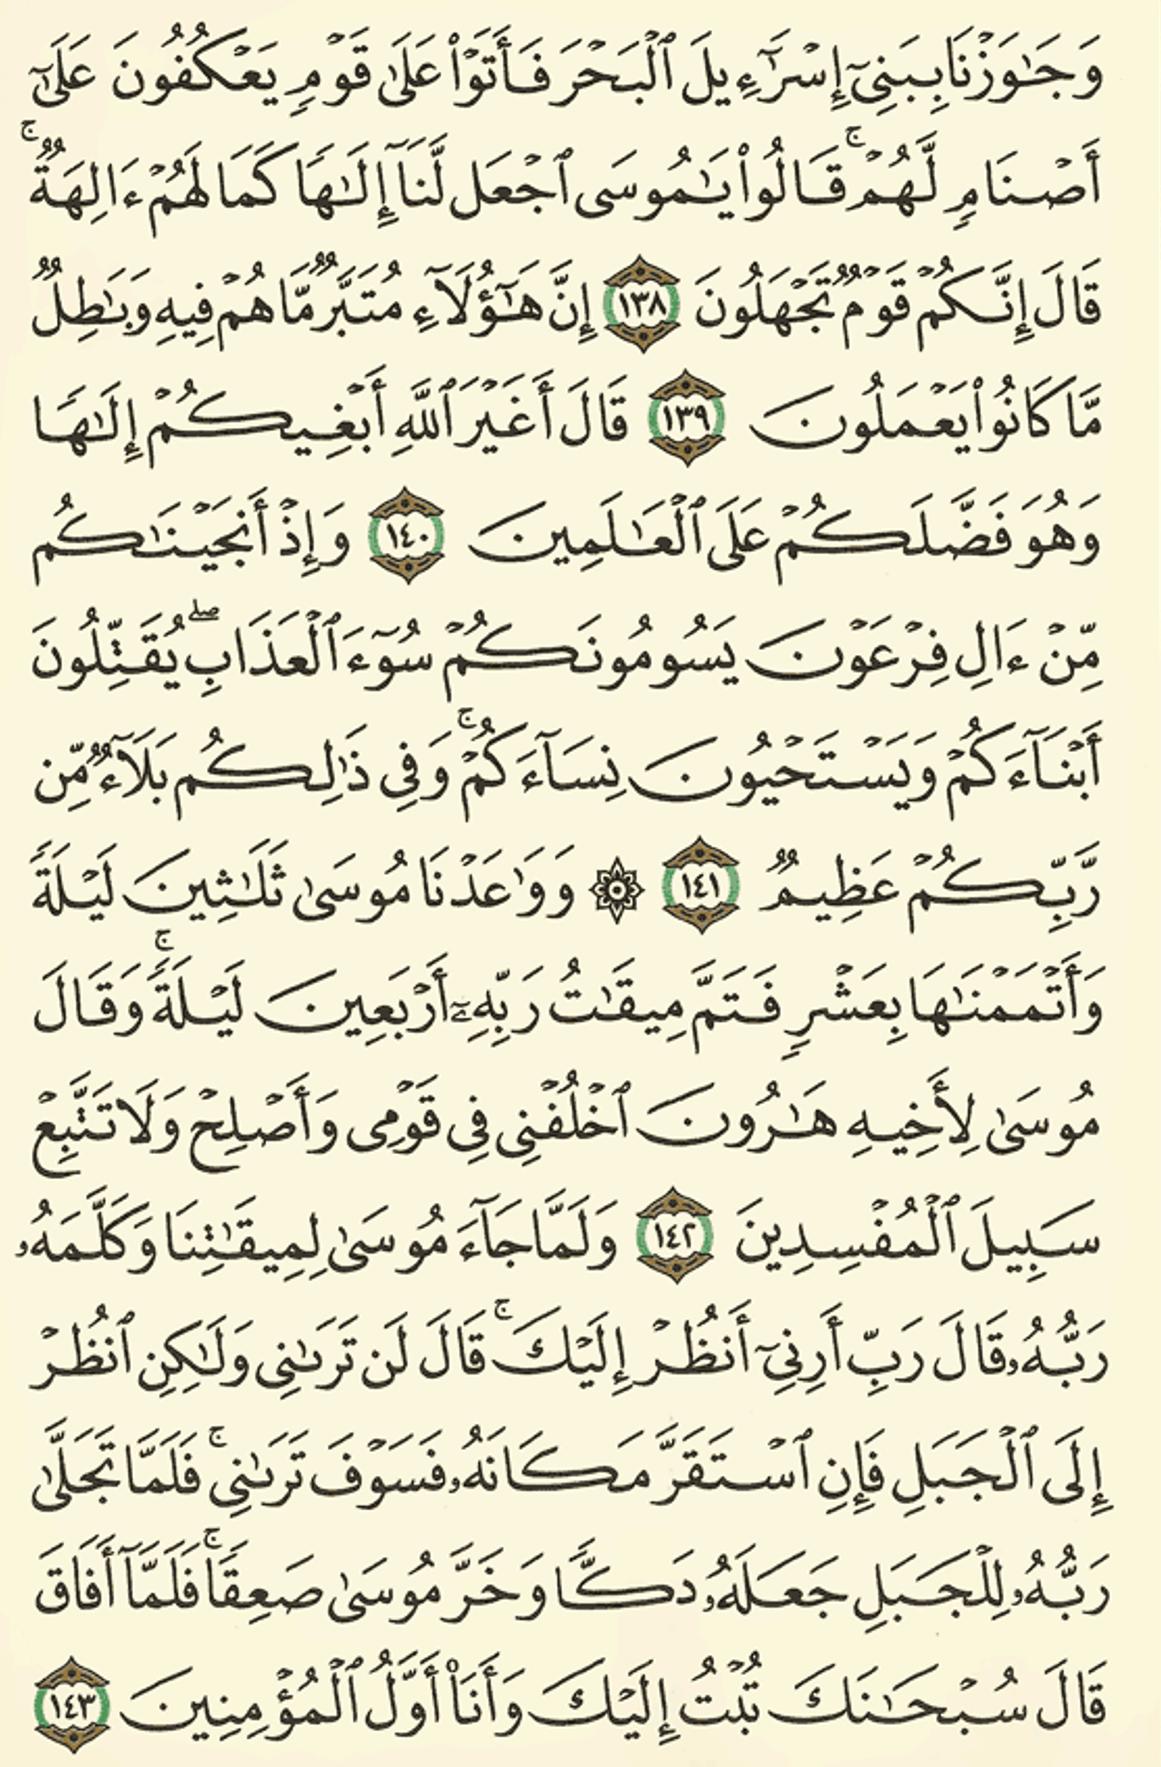 وَجَٰوَزۡنَا بِبَنِيٓ إِسۡرَٰٓءِيلَ ٱلۡبَحۡرَ فَأَتَوۡاْ عَلَىٰ قَوۡمٖ يَعۡكُفُونَ عَلَىٰٓ
أَصۡنَامٖ لَّهُمۡۚ قَالُواْ يَٰمُوسَى ٱجۡعَل لَّنَآ إِلَٰهٗا كَمَا لَهُمۡ ءَالِهَةٞۚ
قَالَ إِنَّكُمۡ قَوۡمٞ تَجۡهَلُونَ ١٣٨ إِنَّ هَٰٓؤُلَآءِ مُتَبَّرٞ مَّا هُمۡ فِيهِ وَبَٰطِلٞ
مَّا كَانُواْ يَعۡمَلُونَ ١٣٩ قَالَ أَغَيۡرَ ٱللَّهِ أَبۡغِيكُمۡ إِلَٰهٗا
وَهُوَ فَضَّلَكُمۡ عَلَى ٱلۡعَٰلَمِينَ ١٤٠ وَإِذۡ أَنجَيۡنَٰكُم
مِّنۡ ءَالِ فِرۡعَوۡنَ يَسُومُونَكُمۡ سُوٓءَ ٱلۡعَذَابِۖ يُقَتِّلُونَ
أَبۡنَآءَكُمۡ وَيَسۡتَحۡيُونَ نِسَآءَكُمۡۚ وَفِي ذَٰلِكُم بَلَآءٞ مِّن
رَّبِّكُمۡ عَظِيمٞ ١٤١ ۞ وَوَٰعَدۡنَا مُوسَىٰ ثَلَٰثِينَ لَيۡلَةٗ
وَأَتۡمَمۡنَٰهَا بِعَشۡرٖ فَتَمَّ مِيقَٰتُ رَبِّهِۦٓ أَرۡبَعِينَ لَيۡلَةٗۚ وَقَالَ
مُوسَىٰ لِأَخِيهِ هَٰرُونَ ٱخۡلُفۡنِي فِي قَوۡمِي وَأَصۡلِحۡ وَلَا تَتَّبِعۡ
سَبِيلَ ٱلۡمُفۡسِدِينَ ١٤٢ وَلَمَّا جَآءَ مُوسَىٰ لِمِيقَٰتِنَا وَكَلَّمَهُۥ
رَبُّهُۥ قَالَ رَبِّ أَرِنِيٓ أَنظُرۡ إِلَيۡكَۚ قَالَ لَن تَرَىٰنِي وَلَٰكِنِ ٱنظُرۡ
إِلَى ٱلۡجَبَلِ فَإِنِ ٱسۡتَقَرَّ مَكَانَهُۥ فَسَوۡفَ تَرَىٰنِيۚ فَلَمَّا تَجَلَّىٰ
رَبُّهُۥ لِلۡجَبَلِ جَعَلَهُۥ دَكّٗا وَخَرَّ مُوسَىٰ صَعِقٗاۚ فَلَمَّآ أَفَاقَ
قَالَ سُبۡحَٰنَكَ تُبۡتُ إِلَيۡكَ وَأَنَا۠ أَوَّلُ ٱلۡمُؤۡمِنِينَ ١٤٣